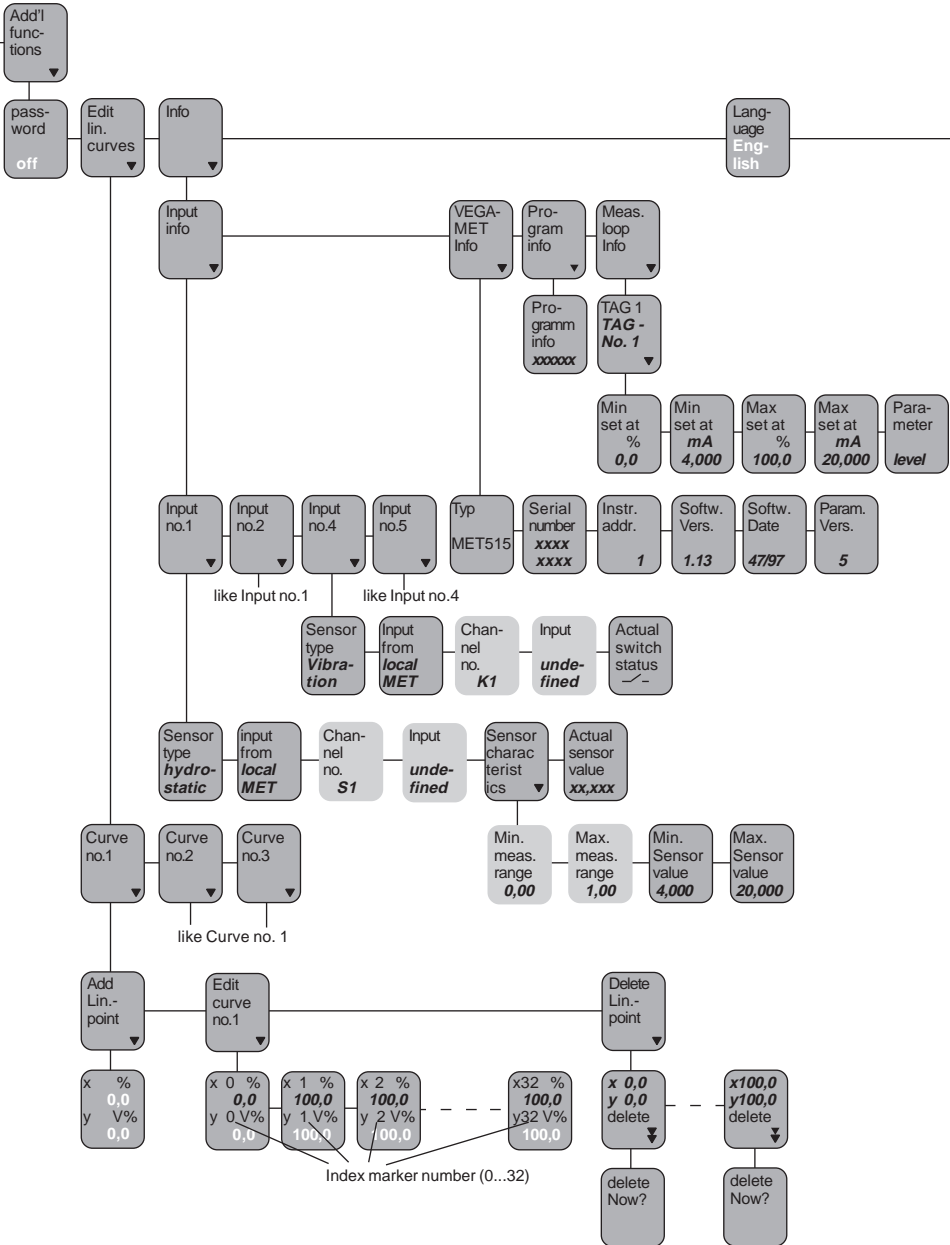 Add'l
func-
tions
pass-
word
off
Edit
lin.
curves
Info
Lang-
uage
Eng-
lish
Input
info
VEGA-
MET
Info
Pro-
gram
info
Meas.
loop
Info
Pro-
gramm
info
xxxxxx
TAG 1
TAG -
No. 1
Min
set at
%
0,0
Min
set at
mA
4,000
Max
set at
%
100,0
Max
set at
mA
20,000
Para-
meter
level
Input
no.1
Input
no.2
Input
no.4
Input
no.5
Typ
MET515
Serial
number
xxxx
xxxx
Instr.
addr.
1
Softw.
Vers.
1.13
Softw.
Date
47/97
Param.
Vers.
5
like Input no.1
like Input no.4
Sensor
type
Vibra-
tion
Input
from
local
MET
Chan-
nel
no.
K1
Input
unde-
fined
Actual
switch
status
Sensor
type
hydro-
static
input
from
local
MET
Chan-
nel
no.
S1
Input
unde-
fined
Sensor
charac
terist
ics
Actual
sensor
value
xx,xxx
Curve
no.1
Curve
no.2
Curve
no.3
Min.
meas.
range
0,00
Max.
meas.
range
1,00
Min.
Sensor
value
4,000
Max.
Sensor
value
20,000
like Curve no. 1
Add
Lin.-
point
Edit
curve
no.1
Delete
Lin.-
point
x %
0,0
y V%
0,0
x 0 %
0,0
y 0 V%
0,0
x 1 %
100,0
y 1 V%
100,0
x 2 %
100,0
y 2 V%
100,0
x32 %
100,0
y32 V%
100,0
x 0,0
y 0,0
delete
x100,0
y100,0
delete
Index marker number (0...32)
delete
Now?
delete
Now?